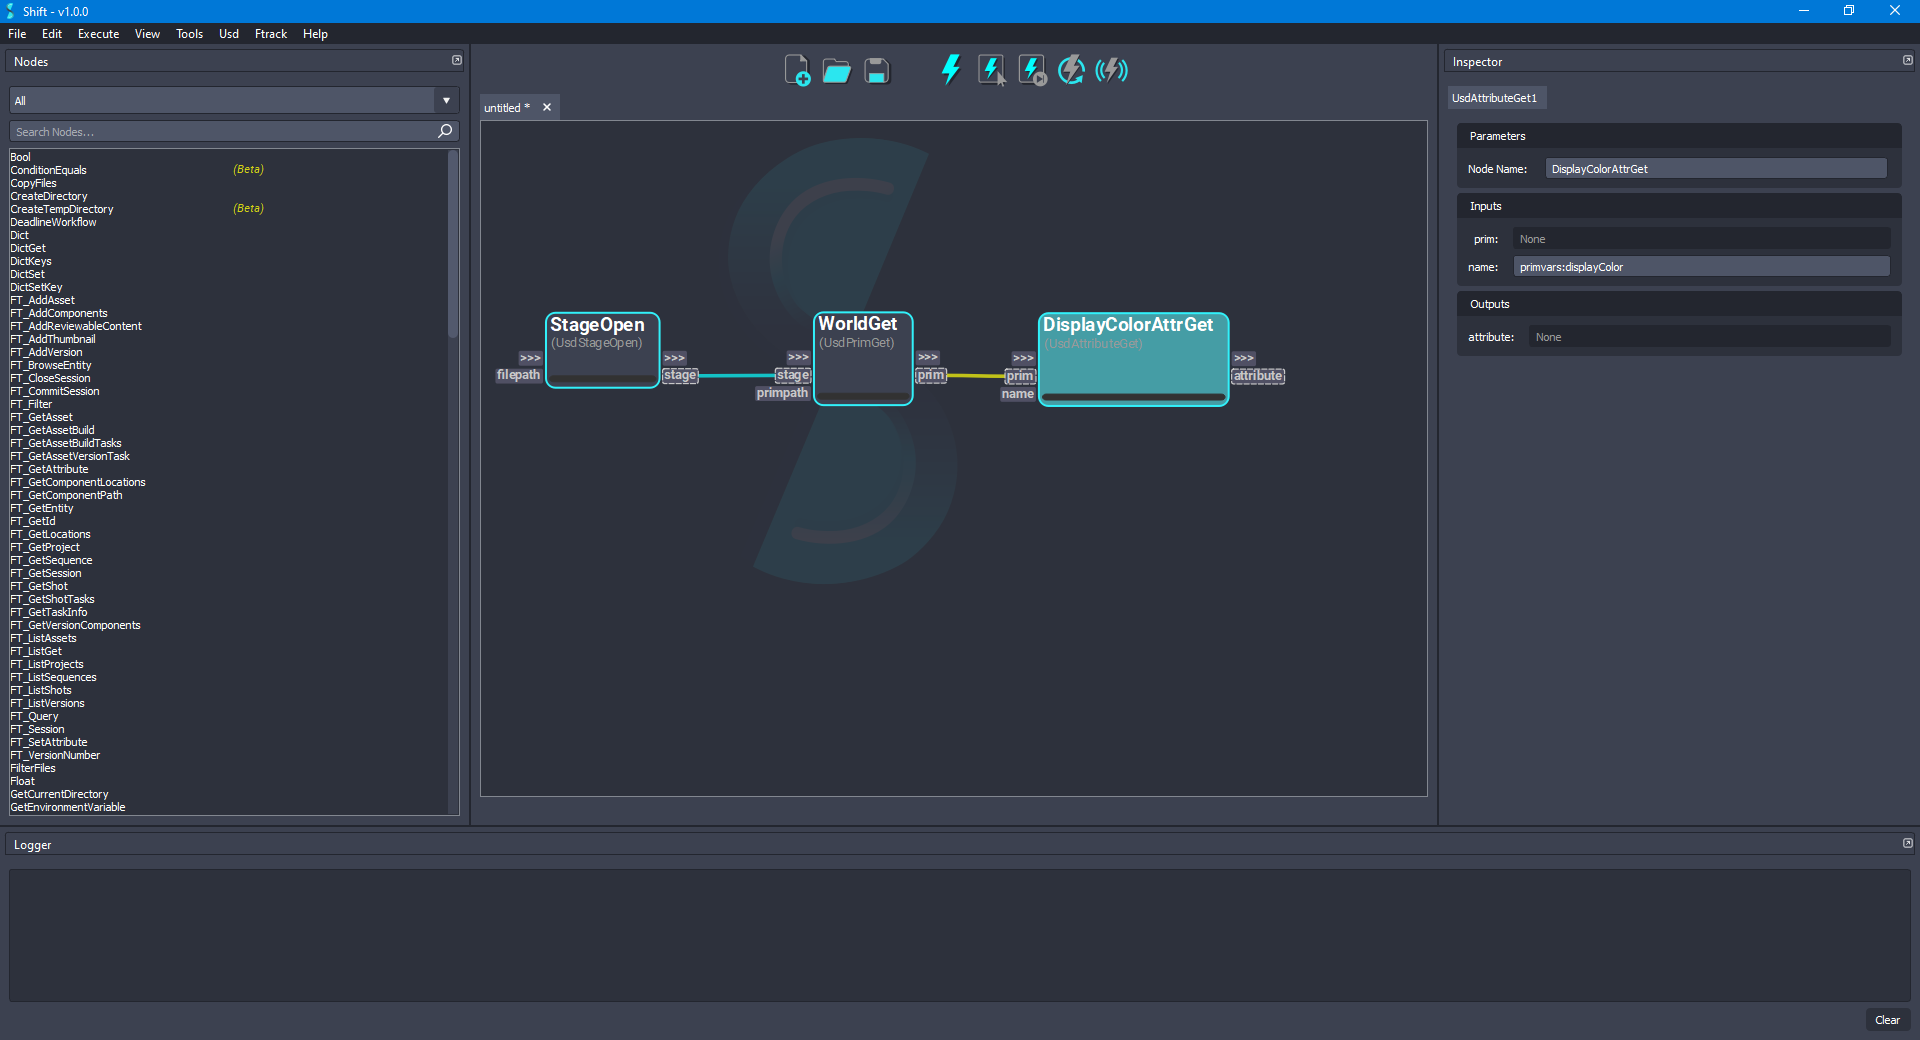 Shift - v1.0.0
File Edit Execute View Tools Usd Ftrack Help
Nodes
All
Search Nodes...
Bool
ConditionEquals (Beta)
CopyFiles
CreateDirectory
CreateTempDirectory (Beta)
DeadlineWorkflow
Dict
DictGet
DictKeys
DictSet
DictSetKey
FT_AddAsset
FT_AddComponents
FT_AddReviewableContent
FT_AddThumbnail
FT_AddVersion
FT_BrowseEntity
FT_CloseSession
FT_CommitSession
FT_Filter
FT_GetAsset
FT_GetAssetBuild
FT_GetAssetBuildTasks
FT_GetAssetVersionTask
FT_GetAttribute
FT_GetComponentLocations
FT_GetComponentPath
FT_GetEntity
FT_GetId
FT_GetLocations
FT_GetProject
FT_GetSequence
FT_GetSession
FT_GetShot
FT_GetShotTasks
FT_GetTaskInfo
FT_GetVersionComponents
FT_ListAssets
FT_ListGet
FT_ListProjects
FT_ListSequences
FT_ListShots
FT_ListVersions
FT_Query
FT_Session
FT_SetAttribute
FT_VersionNumber
FilterFiles
Float
GetCurrentDirectory
GetEnvironmentVariable
untitled *
StageOpen
(UsdStageOpen)
>>> >>>
filepath stage
WorldGet
(UsdPrimGet)
>>> >>>
stage prim
primpath
DisplayColorAttrGet
(UsdAttributeGet)
>>> >>>
prim attribute
name
Inspector
UsdAttributeGet1
Parameters
Node Name: DisplayColorAttrGet
Inputs
prim: None
name: primvars:displayColor
Outputs
attribute: None
Logger
Clear